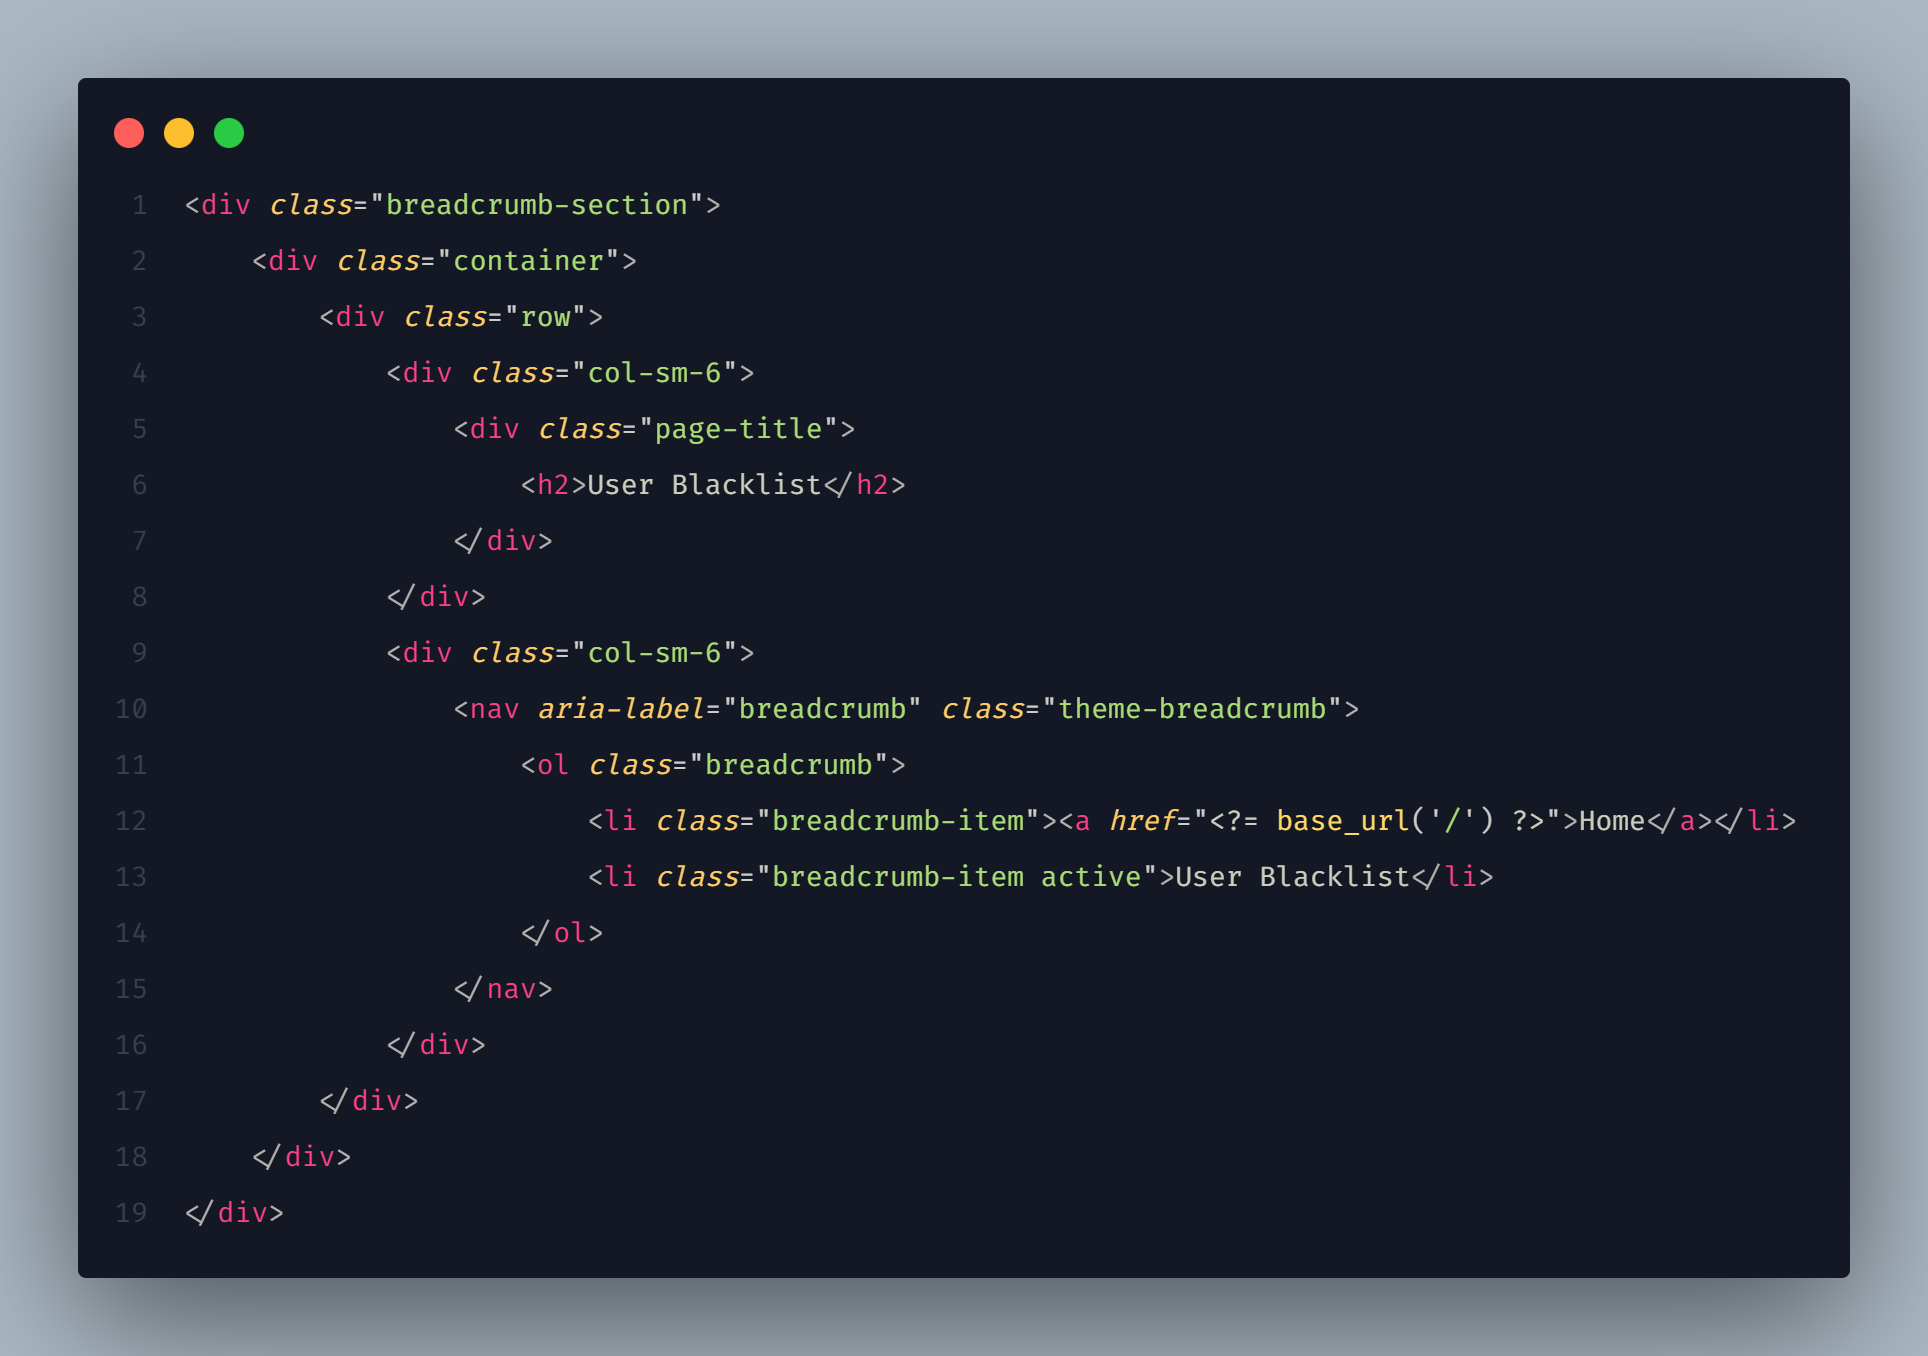 1 <div class="breadcrumb-section">
2     <div class="container">
3         <div class="row">
4             <div class="col-sm-6">
5                 <div class="page-title">
6                     <h2>User Blacklist</h2>
7                 </div>
8             </div>
9             <div class="col-sm-6">
10                 <nav aria-label="breadcrumb" class="theme-breadcrumb">
11                     <ol class="breadcrumb">
12                         <li class="breadcrumb-item"><a href="<?= base_url('/') ?>">Home</a></li>
13                         <li class="breadcrumb-item active">User Blacklist</li>
14                     </ol>
15                 </nav>
16             </div>
17         </div>
18     </div>
19 </div>